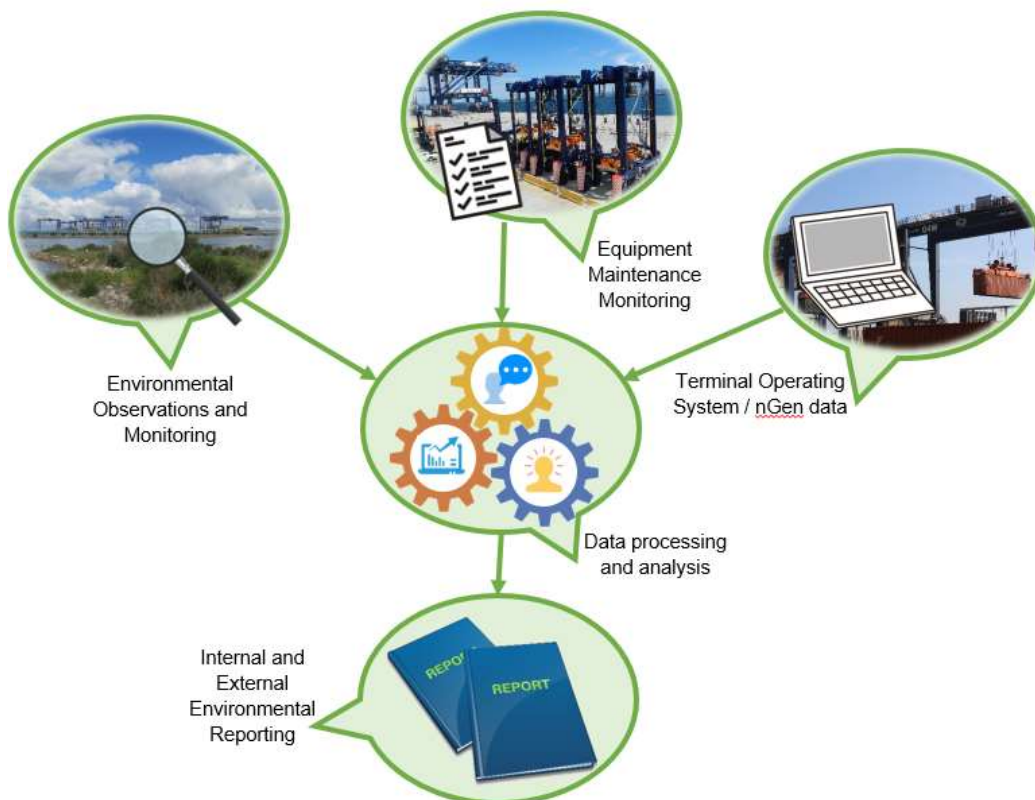 Equipment
Maintenance
Monitoring
Environmental
Observations and
Monitoring
Terminal Operating
System / nGen data
Data processing
and analysis
Internal and
External
Environmental
Reporting
REPORT
REPORT